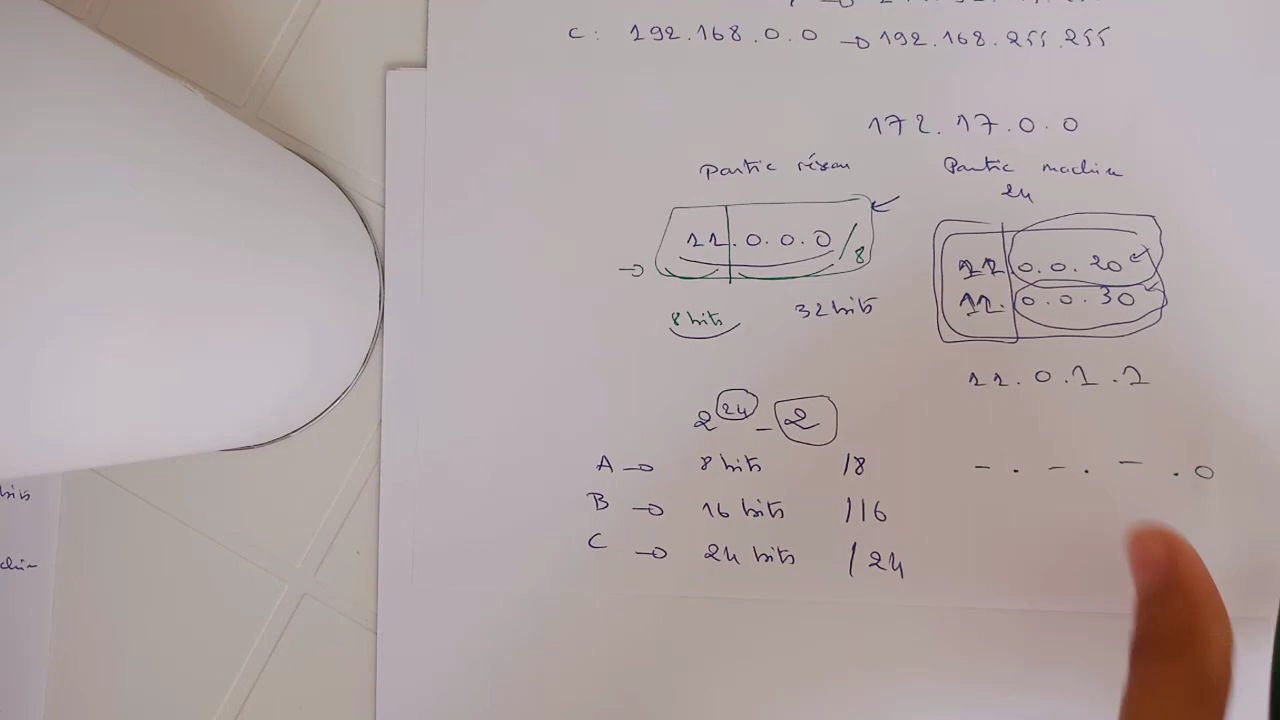 C: 192.168.0.0 → 192.168.255.255
172.17.0.0
Partie réseau
Partie machine
24
11.0.0.0/8
11.0.0.20
11.0.0.30
8 bits
32 bits
11.0.1.1
2^24 - 2
A → 8 bits /8
B → 16 bits /16
C → 24 bits /24
- . - . - . 0
bits